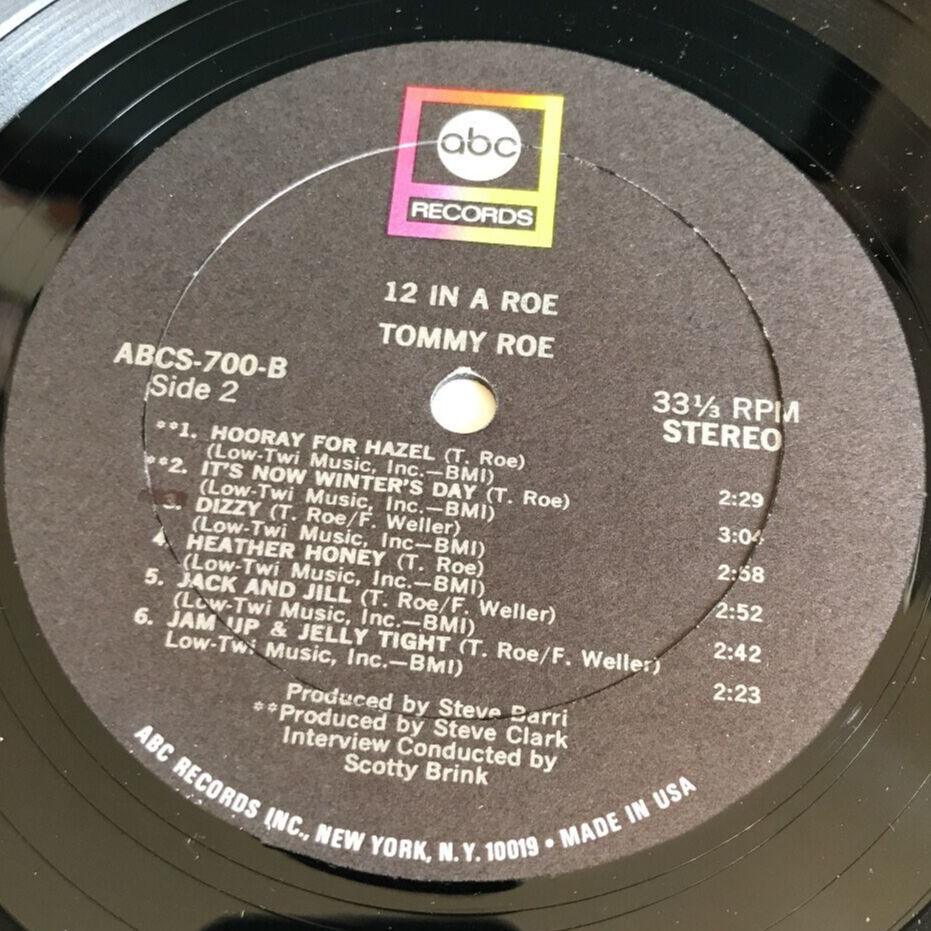 abc
RECORDS
12 IN A ROE
TOMMY ROE
ABCS-700-B
Side 2
33⅓ RPM
STEREO
**1. HOORAY FOR HAZEL (T. Roe)
(Low-Twi Music, Inc.—BMI)
2:29
**2. IT'S NOW WINTER'S DAY (T. Roe)
(Low-Twi Music, Inc.—BMI)
3:04
3. DIZZY (T. Roe/F. Weller)
(Low-Twi Music, Inc—BMI)
2:58
4. HEATHER HONEY (T. Roe)
(Low-Twi Music, Inc.—BMI)
2:52
5. JACK AND JILL (T. Roe/F. Weller)
(Low-Twi Music, Inc.—BMI)
2:42
6. JAM UP & JELLY TIGHT (T. Roe/F. Weller)
Low-Twi Music, Inc.—BMI)
2:23
Produced by Steve Barri
**Produced by Steve Clark
Interview Conducted by
Scotty Brink
ABC RECORDS INC., NEW YORK, N.Y. 10019 • MADE IN USA